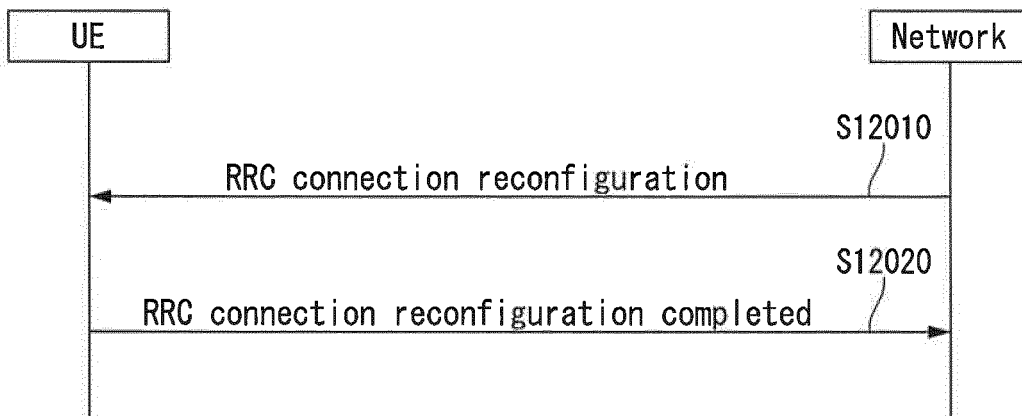 UE
Network
S12010
RRC connection reconfiguration
S12020
RRC connection reconfiguration completed